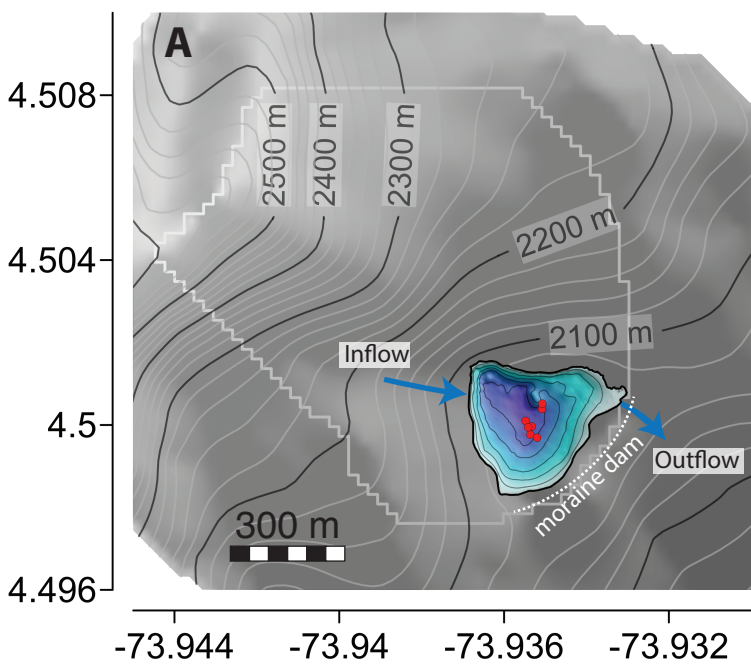 A
4.508
4.504
4.5
4.496
2500 m
2400 m
2300 m
2200 m
2100 m
Inflow
Outflow
moraine dam
300 m
-73.944
-73.94
-73.936
-73.932